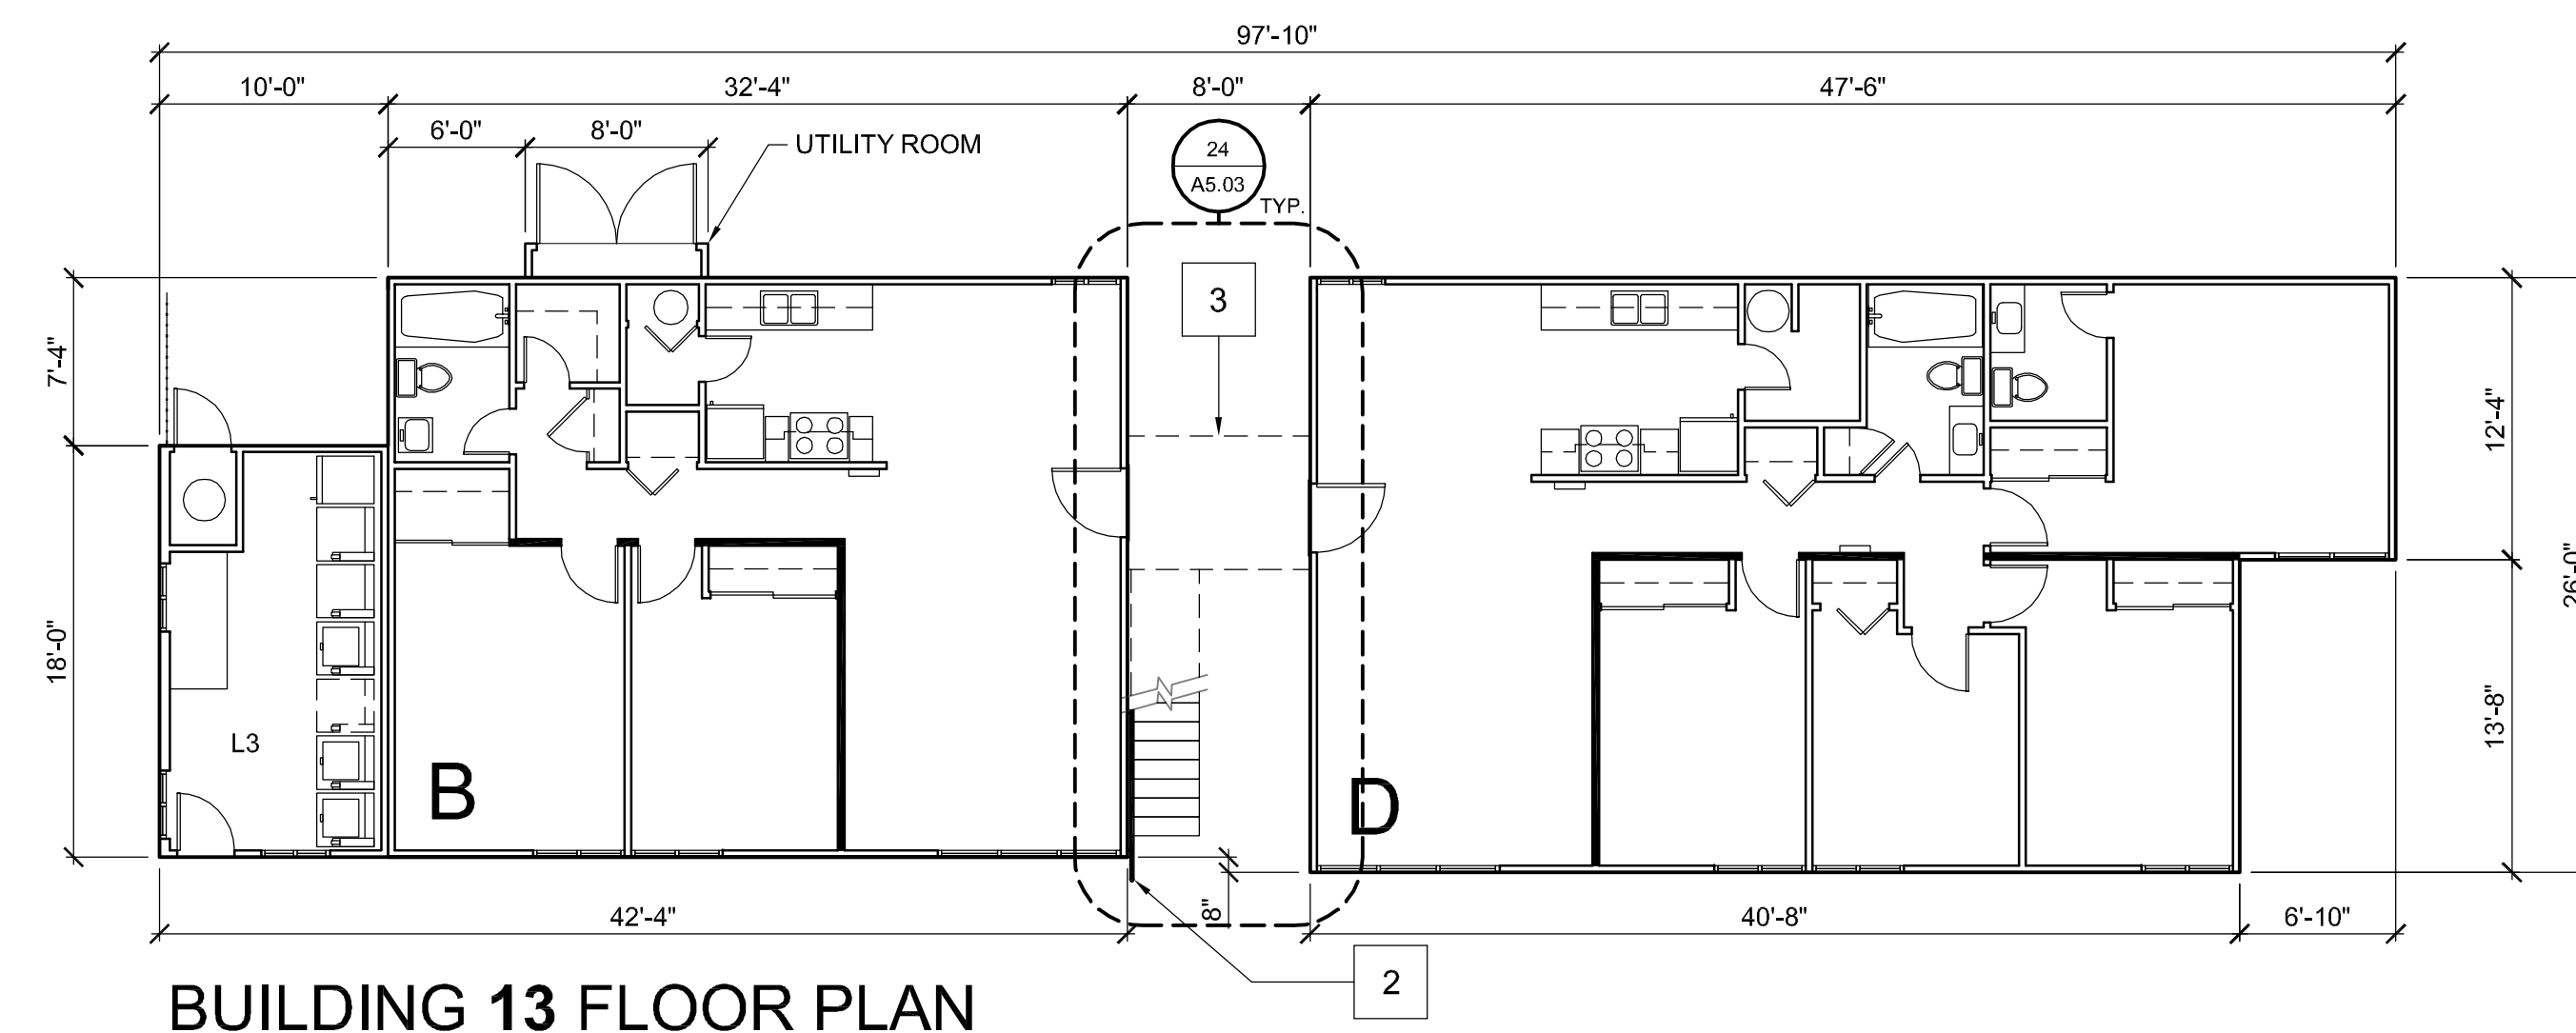 97'-10"
10'-0"
32'-4"
8'-0"
47'-6"
6'-0"
8'-0"
UTILITY ROOM
24
A5.03
TYP.
3
7'-4"
12'-4"
26'-0"
18'-0"
13'-8"
L3
B
D
8"
42'-4"
40'-8"
6'-10"
2
BUILDING 13 FLOOR PLAN